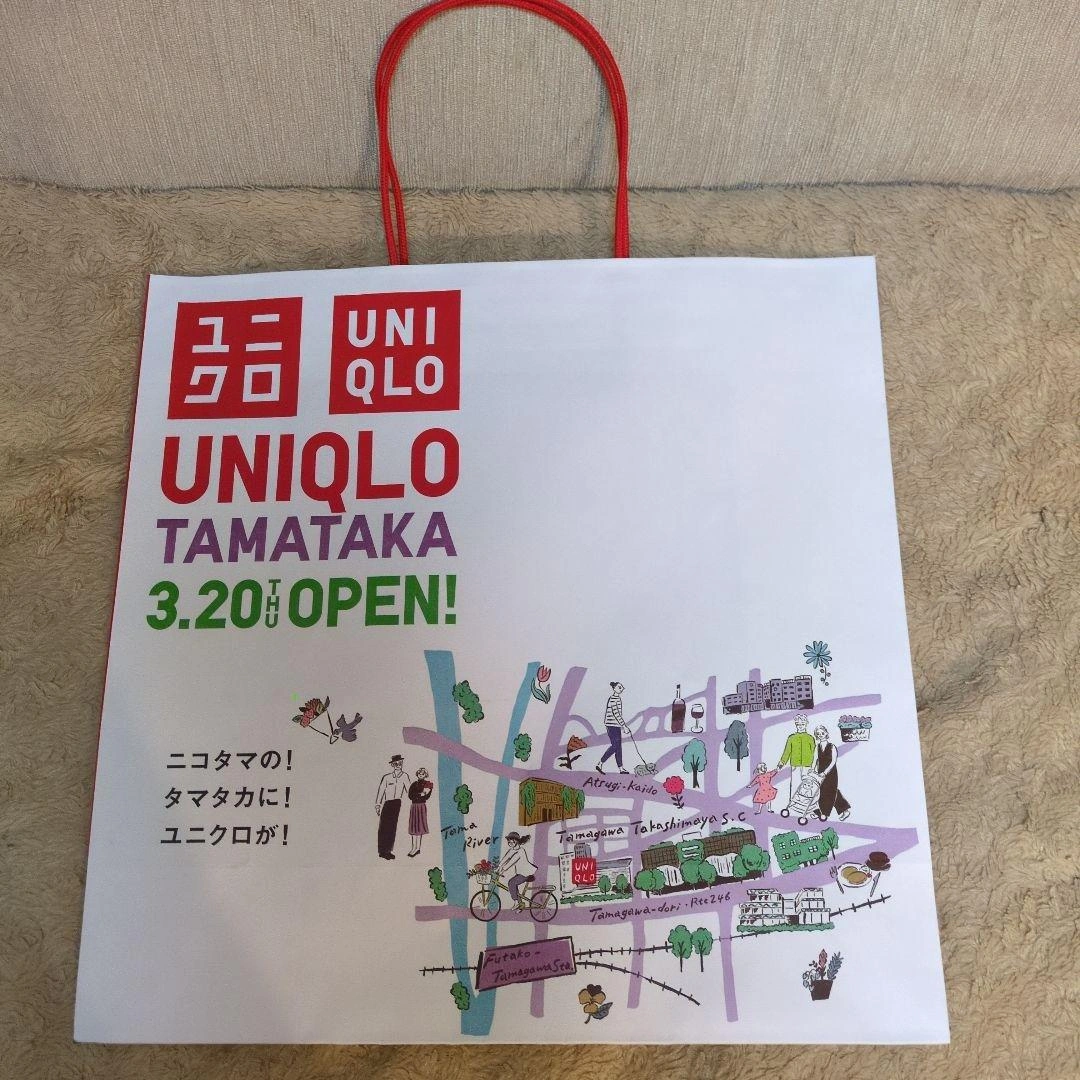 ユニ
クロ
UNI
QLO
UNIQLO
TAMATAKA
3.20 THU OPEN!
ニコタマの!
タマタカに!
ユニクロが!
Atsugi-Kaido
Tama
River
Tamagawa Takashimaya S.C
UNI
QLO
Tamagawa-dori.Rte246
Futako-
TamagawaSta.